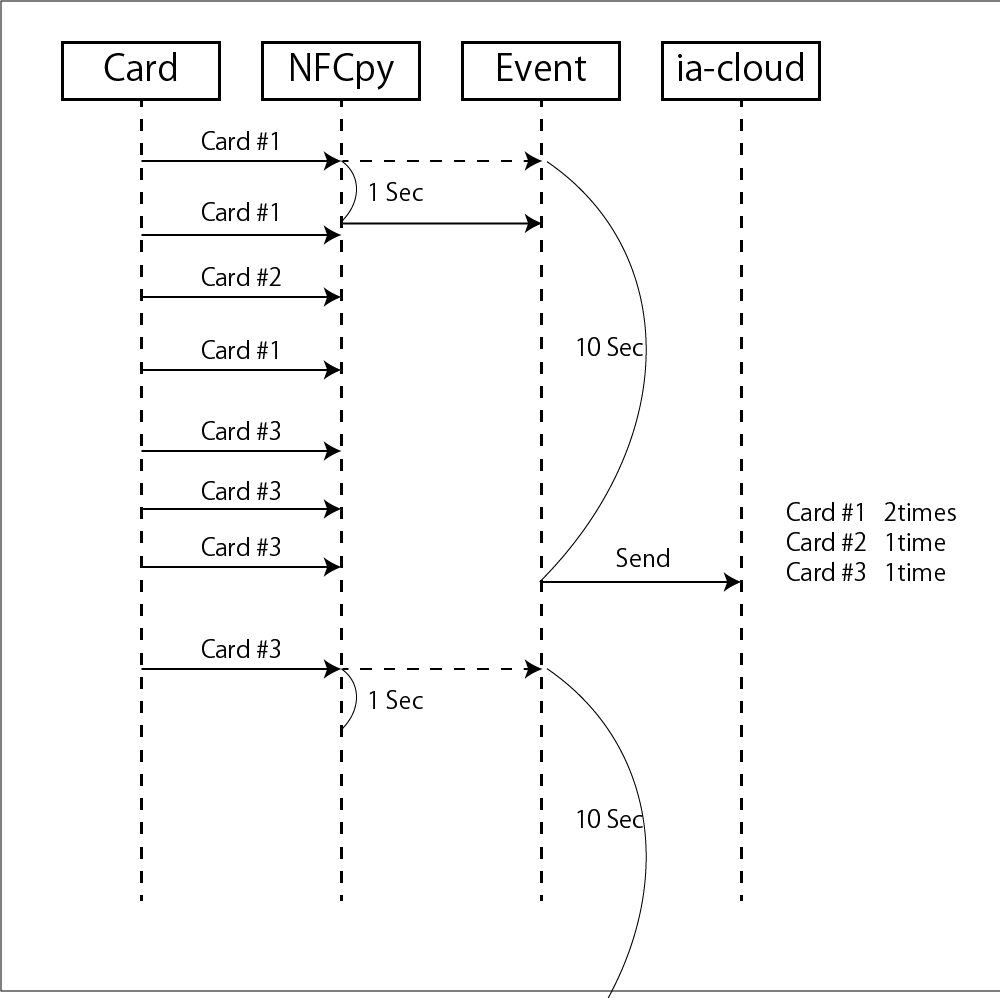 Card
NFCpy
Event
ia-cloud
Card #1
1 Sec
Card #1
Card #2
Card #1
10 Sec
Card #3
Card #3
Card #3
Send
Card #1 2times
Card #2 1time
Card #3 1time
Card #3
1 Sec
10 Sec